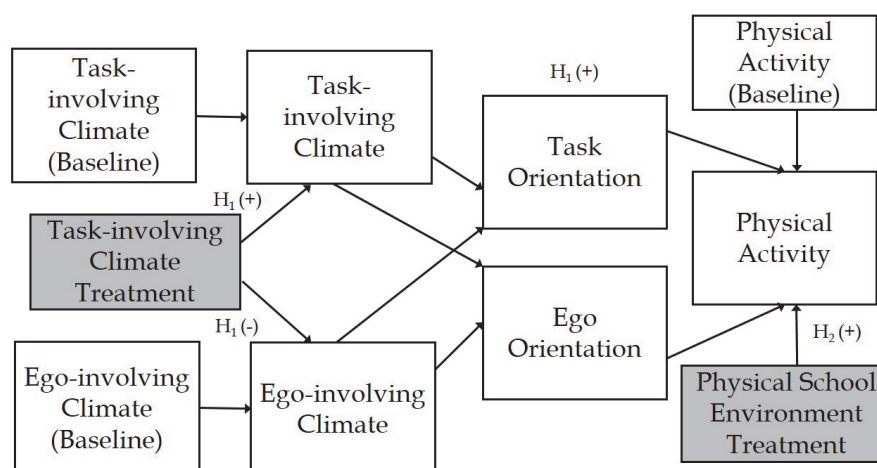 Task-
involving
Climate
(Baseline)
Task-
involving
Climate
H₁(+)
Task
Orientation
Physical
Activity
(Baseline)
H₁(+)
Task-involving
Climate
Treatment
H₁(-)
Ego
Orientation
Physical
Activity
H₂(+)
Ego-involving
Climate
(Baseline)
Ego-involving
Climate
Physical School
Environment
Treatment